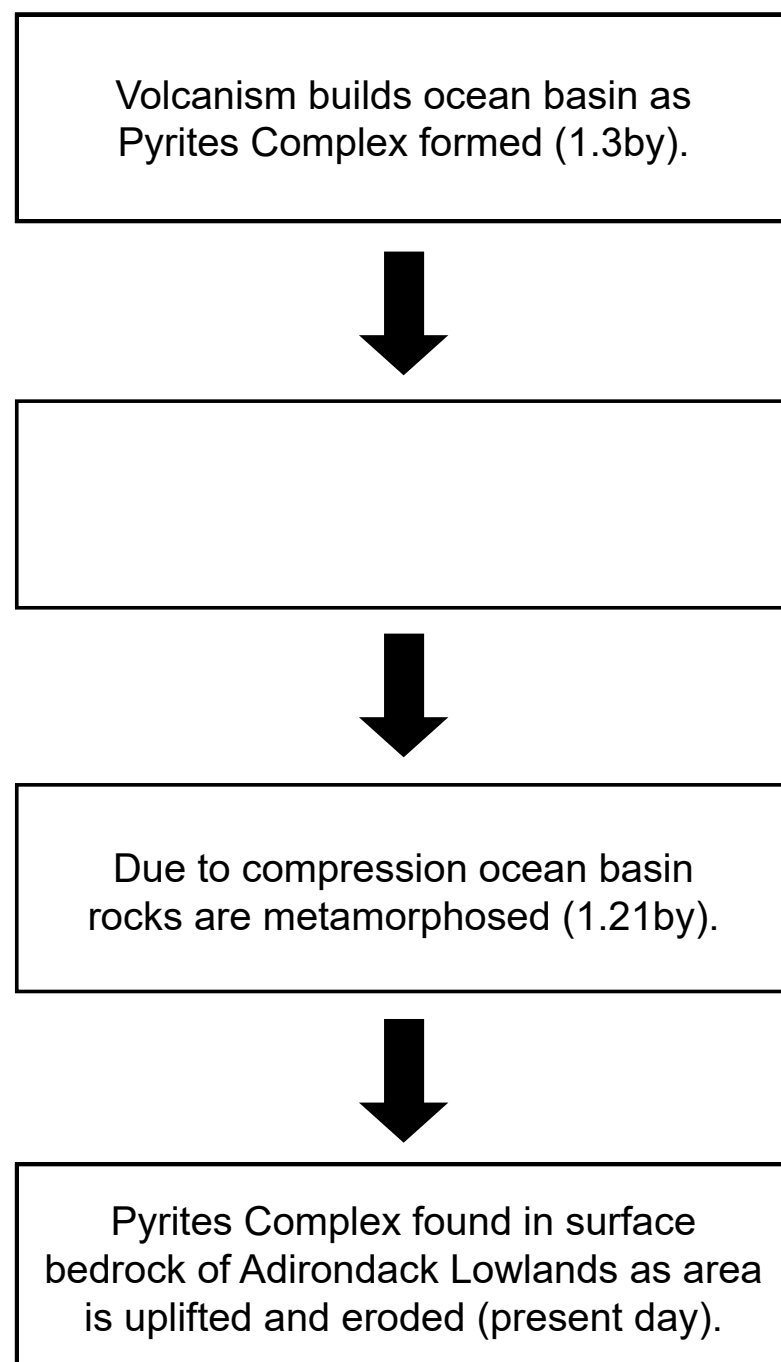 Volcanism builds ocean basin as
Pyrites Complex formed (1.3by).
Due to compression ocean basin
rocks are metamorphosed (1.21by).
Pyrites Complex found in surface
bedrock of Adirondack Lowlands as area
is uplifted and eroded (present day).